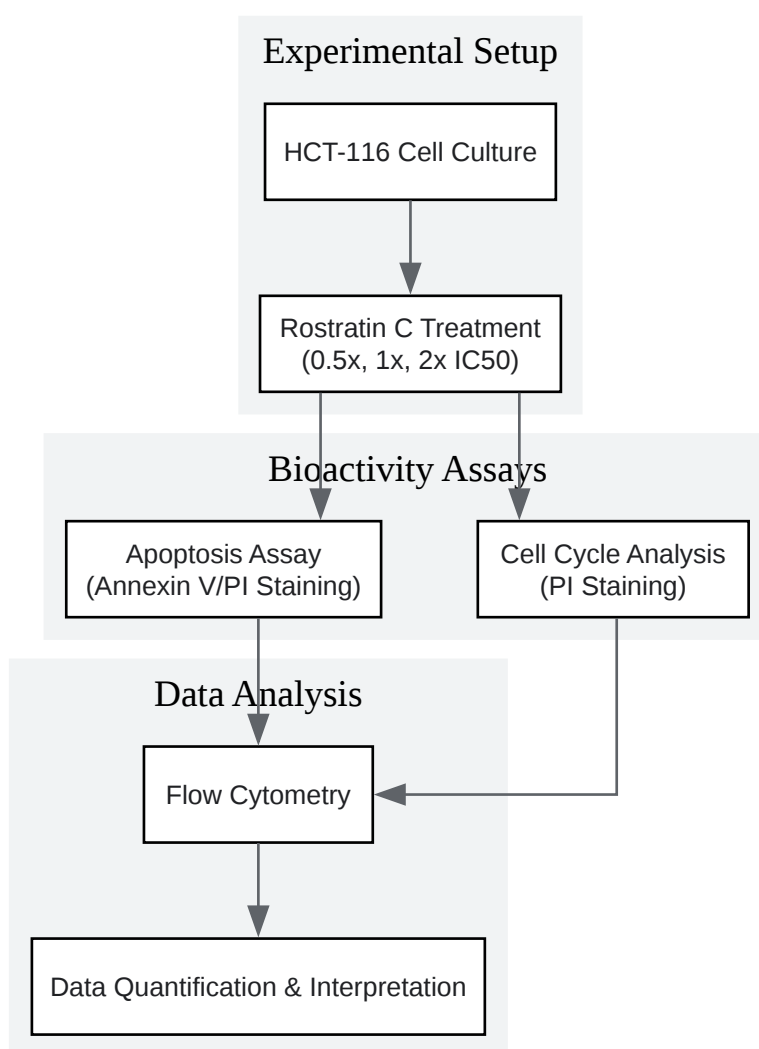 Experimental Setup
HCT-116 Cell Culture
Rostratin C Treatment
(0.5x, 1x, 2x IC50)
Bioactivity Assays
Apoptosis Assay
(Annexin V/PI Staining)
Cell Cycle Analysis
(PI Staining)
Data Analysis
Flow Cytometry
Data Quantification & Interpretation